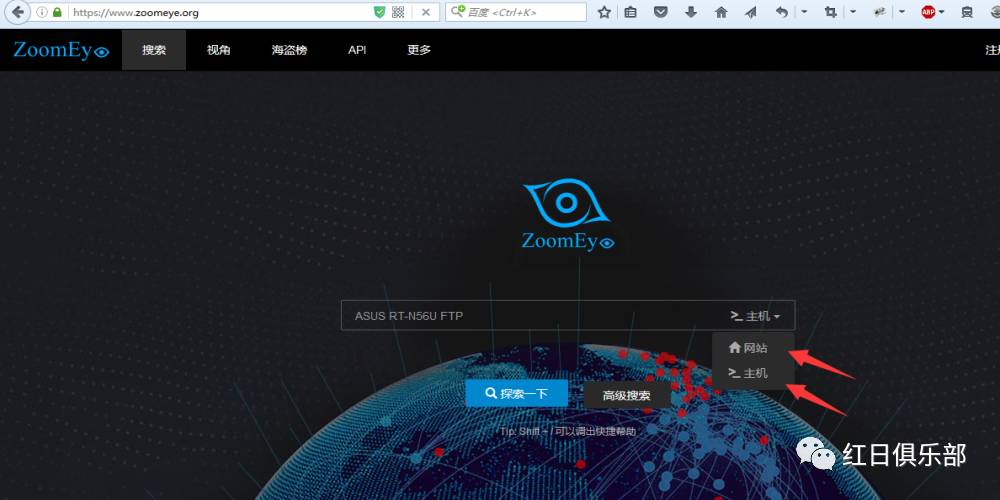 https://www.zoomeye.org
百度 <Ctrl+K>
ABP
ZoomEye
搜索
视角
海盗榜
API
更多
ZoomEye
ASUS RT-N56U FTP
主机
网站
主机
探索一下
高级搜索
Tip: Shift + / 可以调出快捷帮助
红日俱乐部